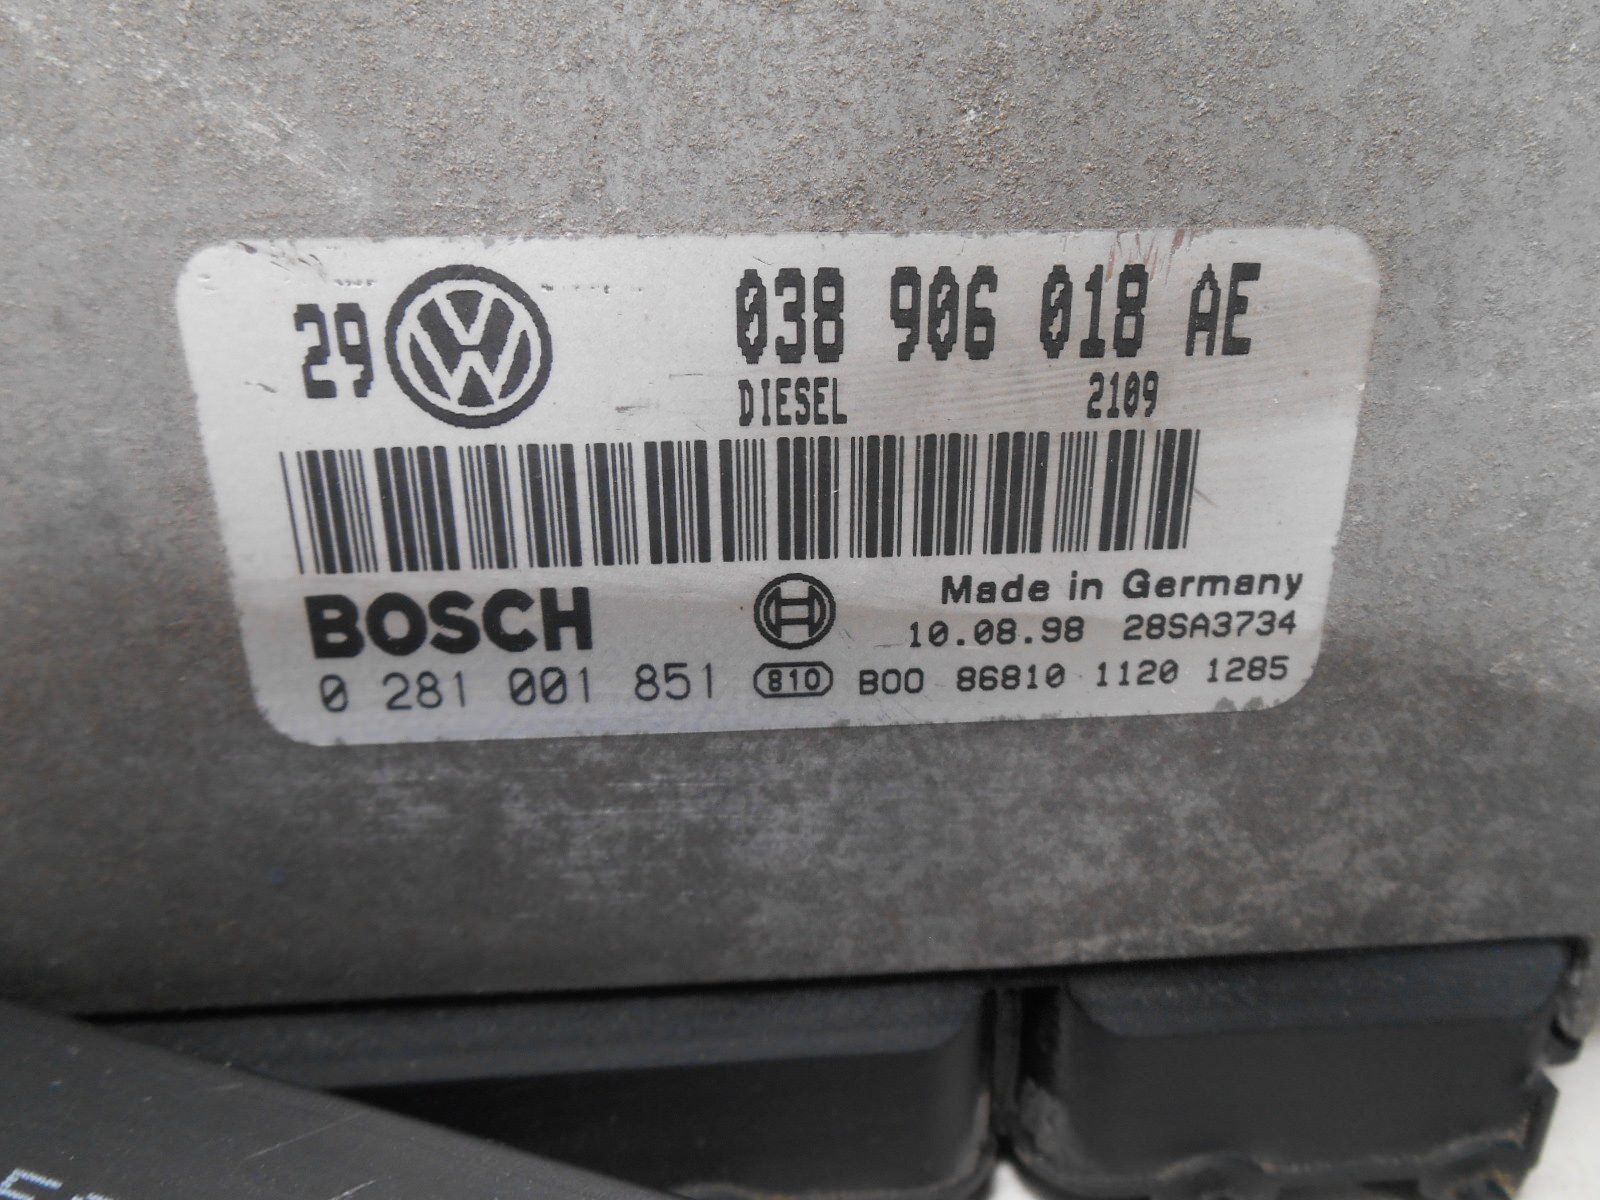 29 VW 038 906 018 AE
DIESEL 2109
BOSCH Made in Germany
10.08.98 28SA3734
0 281 001 851 810 B00 86810 1120 1285